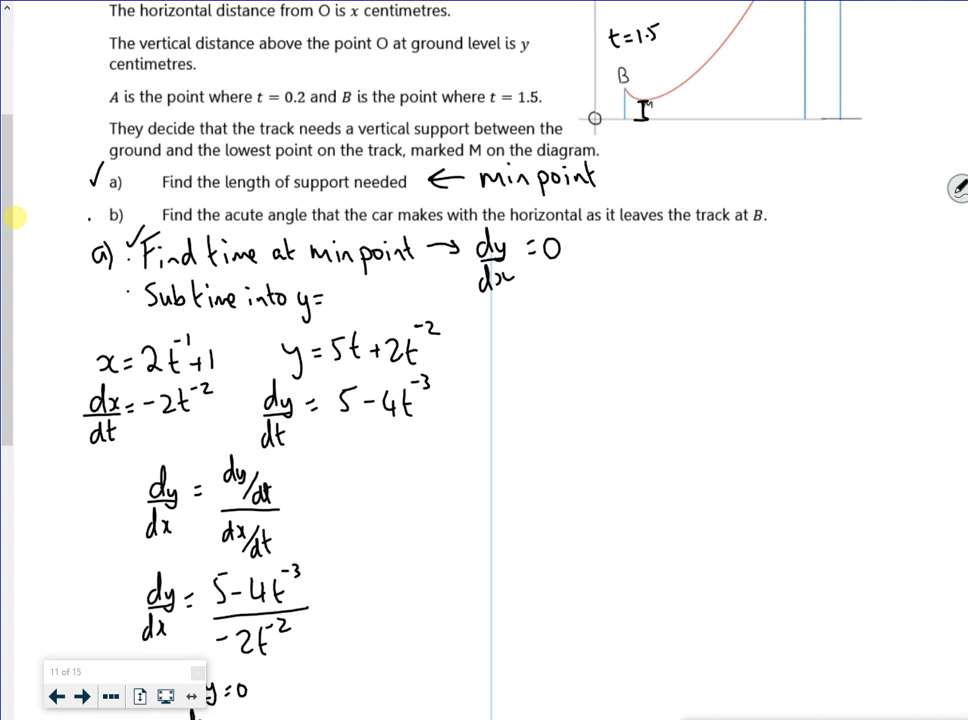 The horizontal distance from O is x centimetres.
The vertical distance above the point O at ground level is y
centimetres.
A is the point where t = 0.2 and B is the point where t = 1.5.
They decide that the track needs a vertical support between the
ground and the lowest point on the track, marked M on the diagram.
t=1.5
B
M
O
✓ a) Find the length of support needed ← min point
. b) Find the acute angle that the car makes with the horizontal as it leaves the track at B.
a) ✓ · Find time at min point → dy/dx = 0
· Sub time into y=
x = 2t⁻¹+1 y = 5t + 2t⁻²
dx/dt = -2t⁻² dy/dt = 5 - 4t⁻³
dy/dx = (dy/dt)/(dx/dt)
dy/dx = (5-4t⁻³)/(-2t⁻²)
11 of 15
y=0